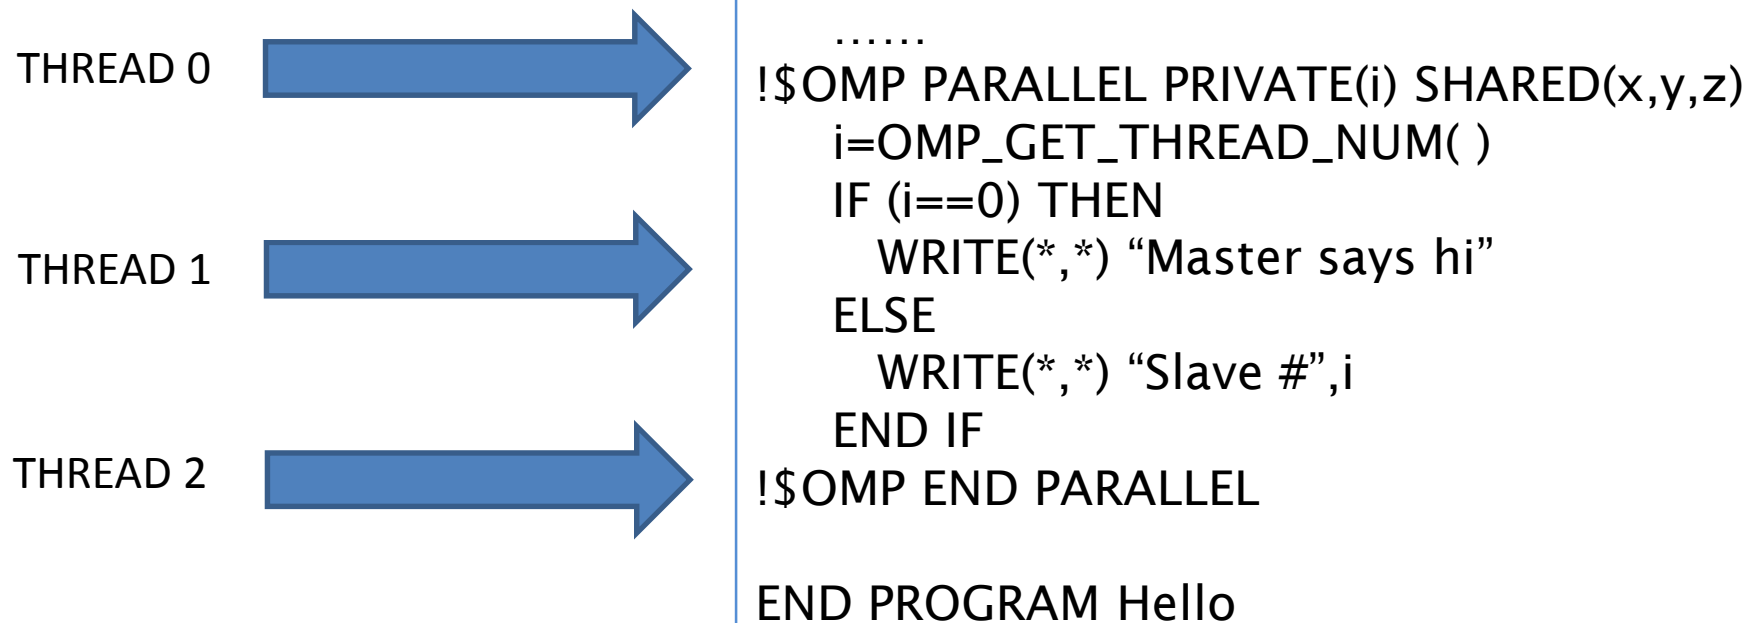 THREAD 0
THREAD 1
THREAD 2
......
!$OMP PARALLEL PRIVATE(i) SHARED(x,y,z)
i=OMP_GET_THREAD_NUM( )
IF (i==0) THEN
WRITE(*,*) “Master says hi”
ELSE
WRITE(*,*) “Slave #”,i
END IF
!$OMP END PARALLEL
END PROGRAM Hello